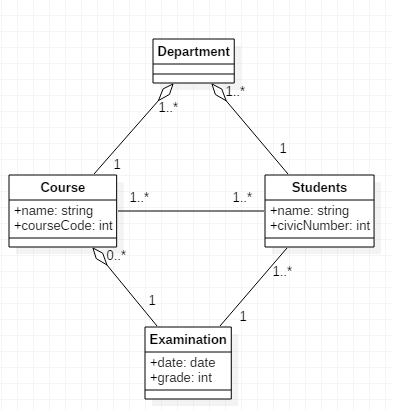 Department
1..*
1..*
1
1
Course
+name: string
+courseCode: int
1..*
1..*
Students
+name: string
+civicNumber: int
0..*
1..*
1
1
Examination
+date: date
+grade: int